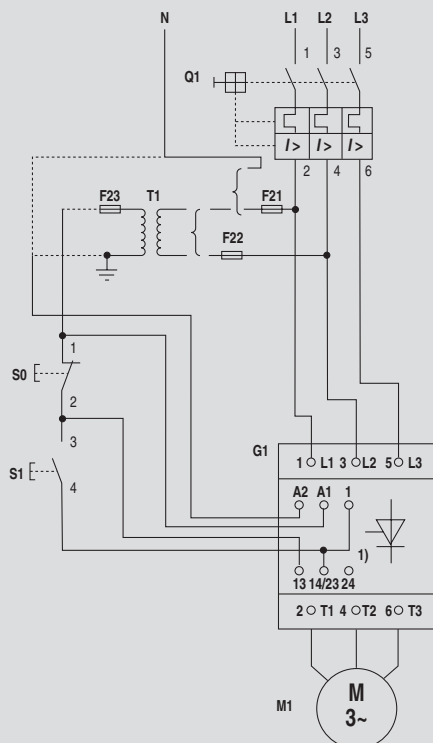 N L1 L2 L3
1 3 5
Q1
I > I > I >
2 4 6
F23 T1 F21
F22
1
S0
2
3
S1
4
G1
1 L1 3 L2 5 L3
A2 A1 1
1)
13 14/23 24
2 T1 4 T2 6 T3
M1
M
3~